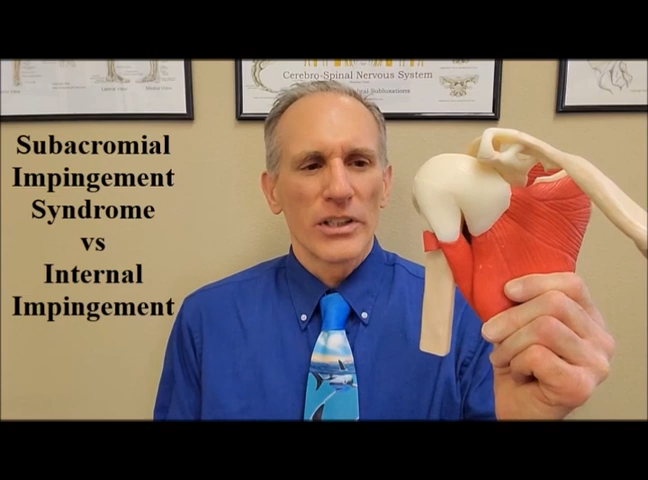 Cerebro-Spinal Nervous System
Subacromial
Impingement
Syndrome
vs
Internal
Impingement